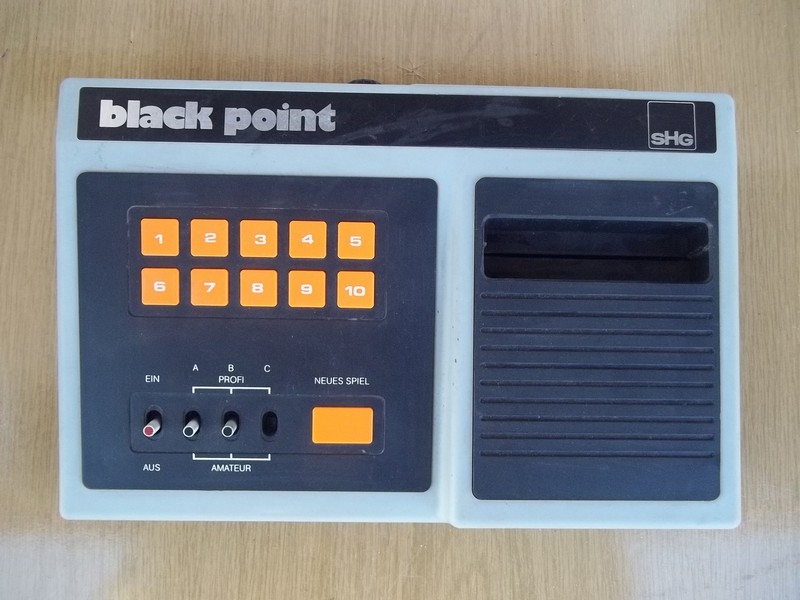 black point
SHG
1 2 3 4 5
6 7 8 9 10
A B C
EIN PROFI NEUES SPIEL
AUS AMATEUR